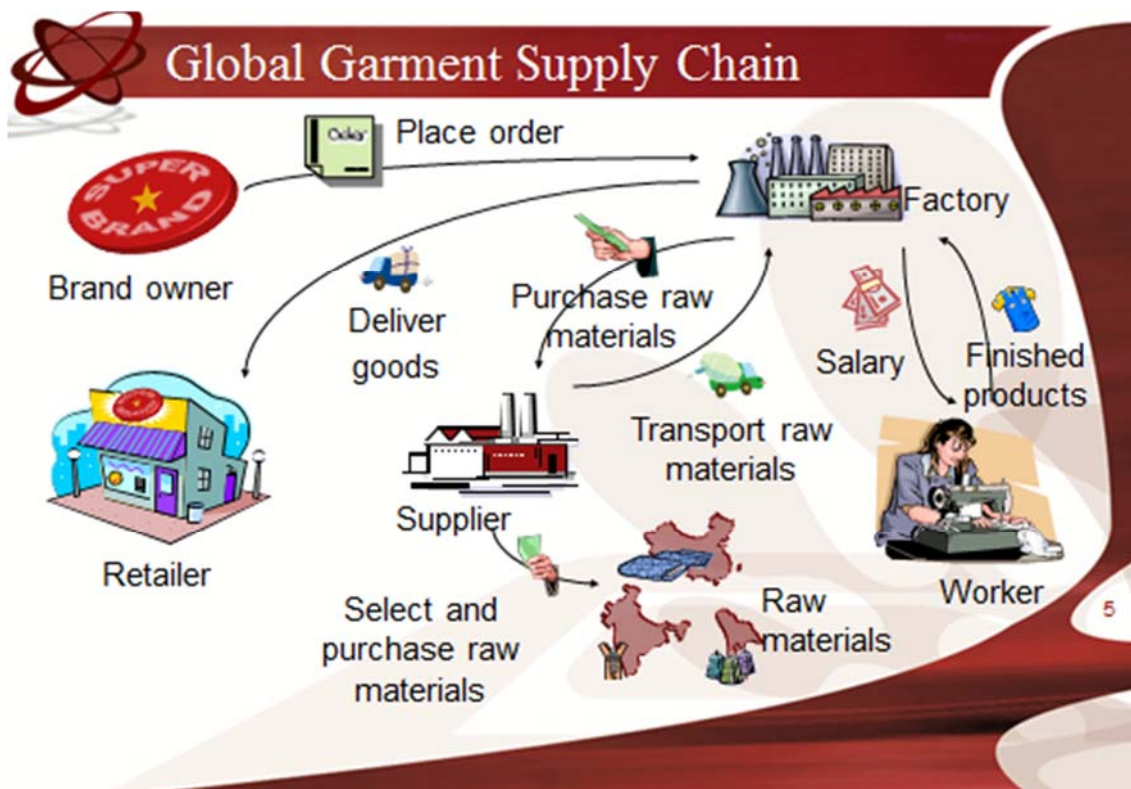 Global Garment Supply Chain
Order
Place order
SUPER
BRAND
Factory
Brand owner
Deliver
goods
Purchase raw
materials
Salary
Finished
products
Transport raw
materials
Supplier
Retailer
Select and
purchase raw
materials
Raw
materials
Worker
5